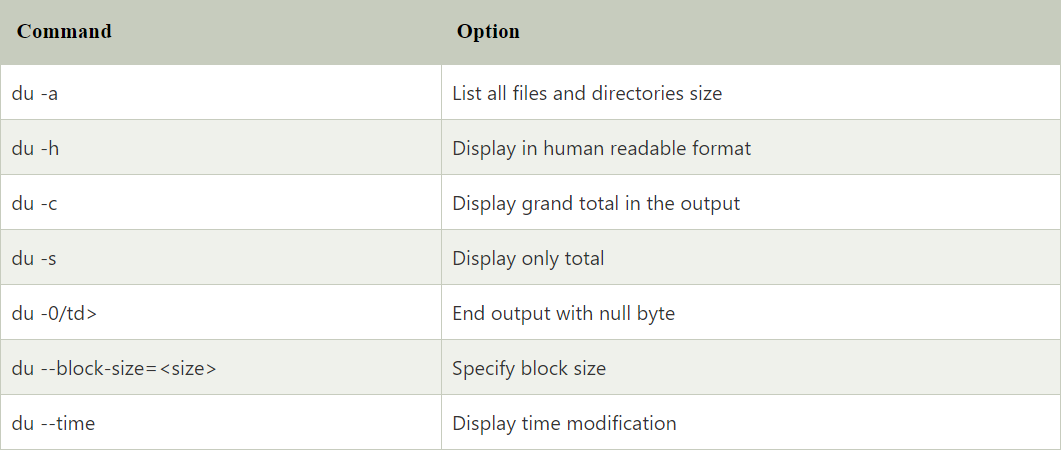 Command Option
du -a List all files and directories size
du -h Display in human readable format
du -c Display grand total in the output
du -s Display only total
du -0/td> End output with null byte
du --block-size=<size> Specify block size
du --time Display time modification